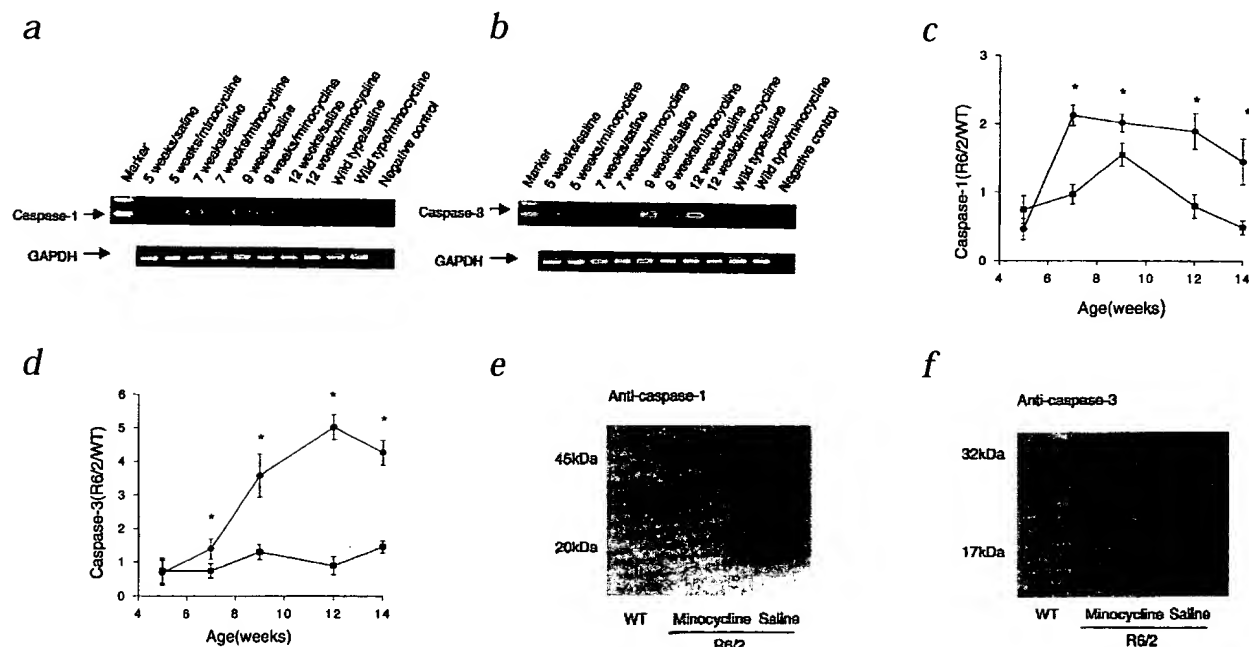 a
Marker
5 weeks/saline
5 weeks/minocycline
7 weeks/saline
7 weeks/minocycline
9 weeks/saline
9 weeks/minocycline
12 weeks/saline
12 weeks/minocycline
Wild type/saline
Wild type/minocycline
Negative control
Caspase-1
GAPDH
b
Marker
5 weeks/saline
5 weeks/minocycline
7 weeks/saline
7 weeks/minocycline
9 weeks/saline
9 weeks/minocycline
12 weeks/saline
12 weeks/minocycline
Wild type/saline
Wild type/minocycline
Negative control
Caspase-3
GAPDH
c
Caspase-1(R6/2/WT)
3
2
1
0
* * * *
4 6 8 10 12 14
Age(weeks)
d
Caspase-3(R6/2/WT)
6
5
4
3
2
1
0
* * * *
4 6 8 10 12 14
Age(weeks)
e
Anti-caspase-1
45kDa
20kDa
WT Minocycline Saline
R6/2
f
Anti-caspase-3
32kDa
17kDa
WT Minocycline Saline
R6/2